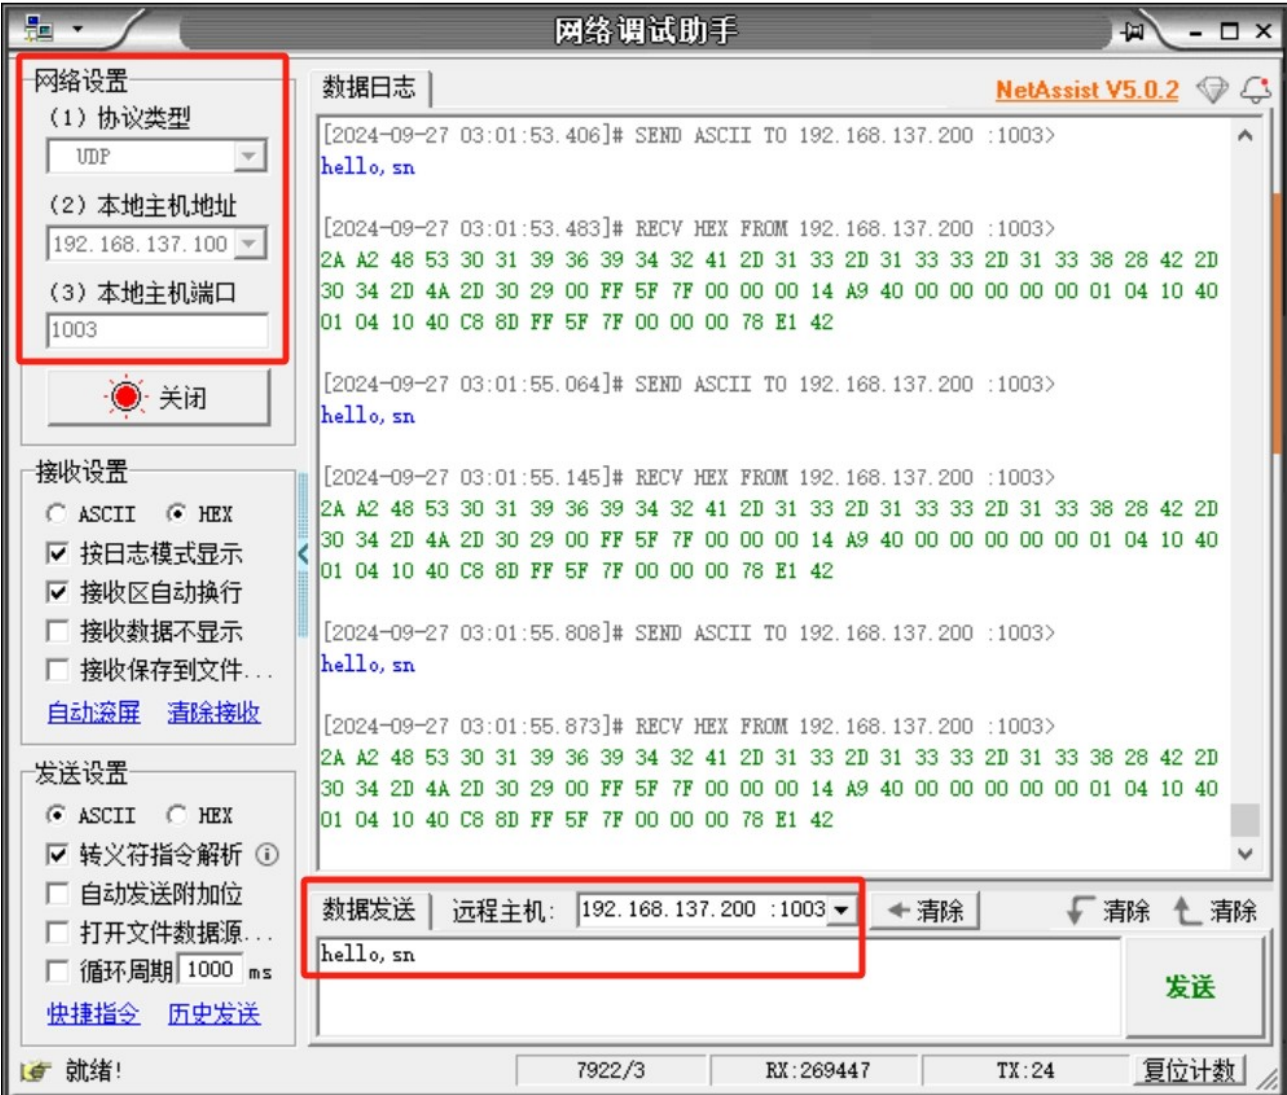 网络调试助手
网络设置
(1) 协议类型
UDP
(2) 本地主机地址
192.168.137.100
(3) 本地主机端口
1003
关闭
接收设置
ASCII HEX
按日志模式显示
接收区自动换行
接收数据不显示
接收保存到文件...
自动滚屏 清除接收
发送设置
ASCII HEX
转义符指令解析
自动发送附加位
打开文件数据源...
循环周期 1000 ms
快捷指令 历史发送
数据日志
NetAssist V5.0.2
[2024-09-27 03:01:53.406]# SEND ASCII TO 192.168.137.200 :1003>
hello,sn
[2024-09-27 03:01:53.483]# RECV HEX FROM 192.168.137.200 :1003>
2A A2 48 53 30 31 39 36 39 34 32 41 2D 31 33 2D 31 33 33 2D 31 33 38 28 42 2D
30 34 2D 4A 2D 30 29 00 FF 5F 7F 00 00 00 14 A9 40 00 00 00 00 00 01 04 10 40
01 04 10 40 C8 8D FF 5F 7F 00 00 00 78 E1 42
[2024-09-27 03:01:55.064]# SEND ASCII TO 192.168.137.200 :1003>
hello,sn
[2024-09-27 03:01:55.145]# RECV HEX FROM 192.168.137.200 :1003>
2A A2 48 53 30 31 39 36 39 34 32 41 2D 31 33 2D 31 33 33 2D 31 33 38 28 42 2D
30 34 2D 4A 2D 30 29 00 FF 5F 7F 00 00 00 14 A9 40 00 00 00 00 00 01 04 10 40
01 04 10 40 C8 8D FF 5F 7F 00 00 00 78 E1 42
[2024-09-27 03:01:55.808]# SEND ASCII TO 192.168.137.200 :1003>
hello,sn
[2024-09-27 03:01:55.873]# RECV HEX FROM 192.168.137.200 :1003>
2A A2 48 53 30 31 39 36 39 34 32 41 2D 31 33 2D 31 33 33 2D 31 33 38 28 42 2D
30 34 2D 4A 2D 30 29 00 FF 5F 7F 00 00 00 14 A9 40 00 00 00 00 00 01 04 10 40
01 04 10 40 C8 8D FF 5F 7F 00 00 00 78 E1 42
数据发送 远程主机: 192.168.137.200 :1003 清除 清除 清除
hello,sn
发送
就绪! 7922/3 RX:269447 TX:24 复位计数